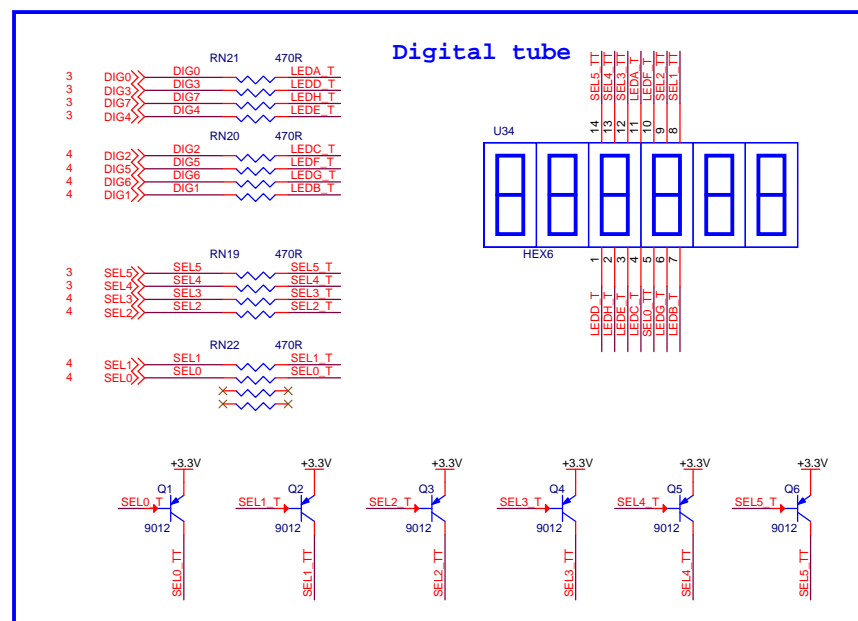 Digital tube
RN21 470R
3 DIG0 DIG0 LEDA_T
3 DIG3 DIG3 LEDD_T
3 DIG7 DIG7 LEDH_T
3 DIG4 DIG4 LEDE_T
RN20 470R
4 DIG2 DIG2 LEDC_T
4 DIG5 DIG5 LEDF_T
4 DIG6 DIG6 LEDG_T
4 DIG1 DIG1 LEDB_T
RN19 470R
3 SEL5 SEL5 SEL5_T
3 SEL4 SEL4 SEL4_T
4 SEL3 SEL3 SEL3_T
4 SEL2 SEL2 SEL2_T
RN22 470R
4 SEL1 SEL1 SEL1_T
4 SEL0 SEL0 SEL0_T
SEL5_TT
SEL4_TT
SEL3_TT
LEDA_T
LEDF_T
SEL2_TT
SEL1_TT
14 13 12 11 10 9 8
U34
HEX6
1 2 3 4 5 6 7
LEDD_T
LEDH_T
LEDE_T
LEDC_T
SEL0_TT
LEDG_T
LEDB_T
+3.3V +3.3V +3.3V +3.3V +3.3V +3.3V
Q1 Q2 Q3 Q4 Q5 Q6
SEL0_T SEL1_T SEL2_T SEL3_T SEL4_T SEL5_T
9012 9012 9012 9012 9012 9012
SEL0_TT
SEL1_TT
SEL2_TT
SEL3_TT
SEL4_TT
SEL5_TT